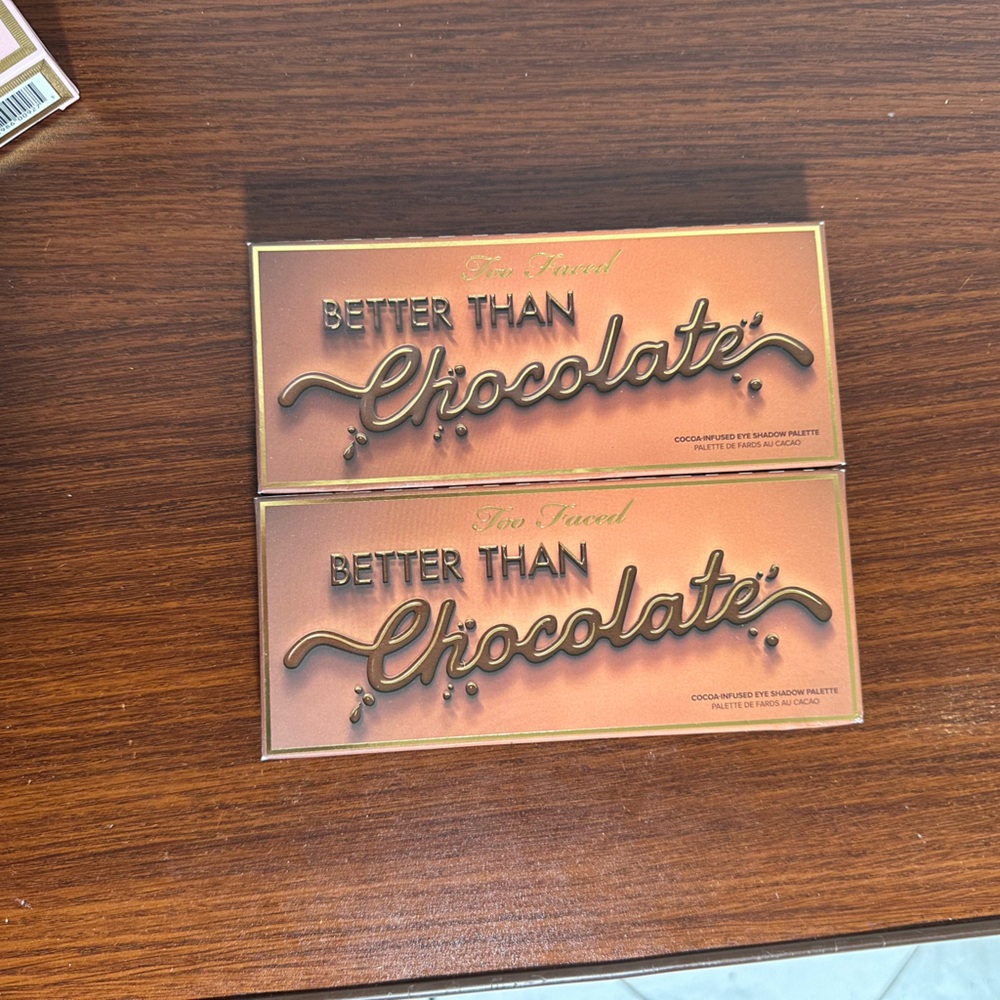 Too Faced
BETTER THAN
Chocolate
COCOA-INFUSED EYE SHADOW PALETTE
PALETTE DE FARDS AU CACAO
Too Faced
BETTER THAN
Chocolate
COCOA-INFUSED EYE SHADOW PALETTE
PALETTE DE FARDS AU CACAO